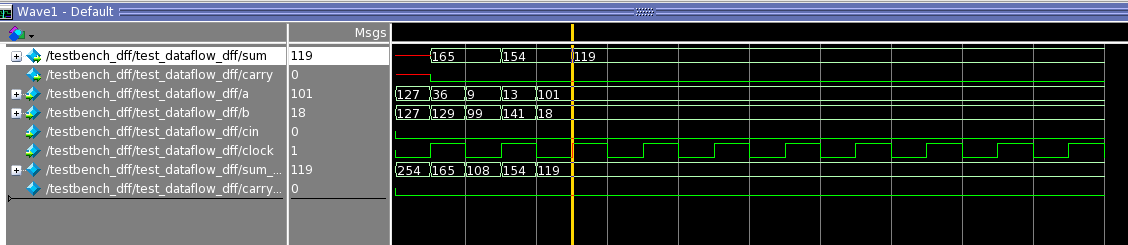 Wave1 - Default
Msgs
/testbench_dff/test_dataflow_dff/sum 119 165 154 119
/testbench_dff/test_dataflow_dff/carry 0
/testbench_dff/test_dataflow_dff/a 101 127 36 9 13 101
/testbench_dff/test_dataflow_dff/b 18 127 129 99 141 18
/testbench_dff/test_dataflow_dff/cin 0
/testbench_dff/test_dataflow_dff/clock 1
/testbench_dff/test_dataflow_dff/sum_... 119 254 165 108 154 119
/testbench_dff/test_dataflow_dff/carry... 0